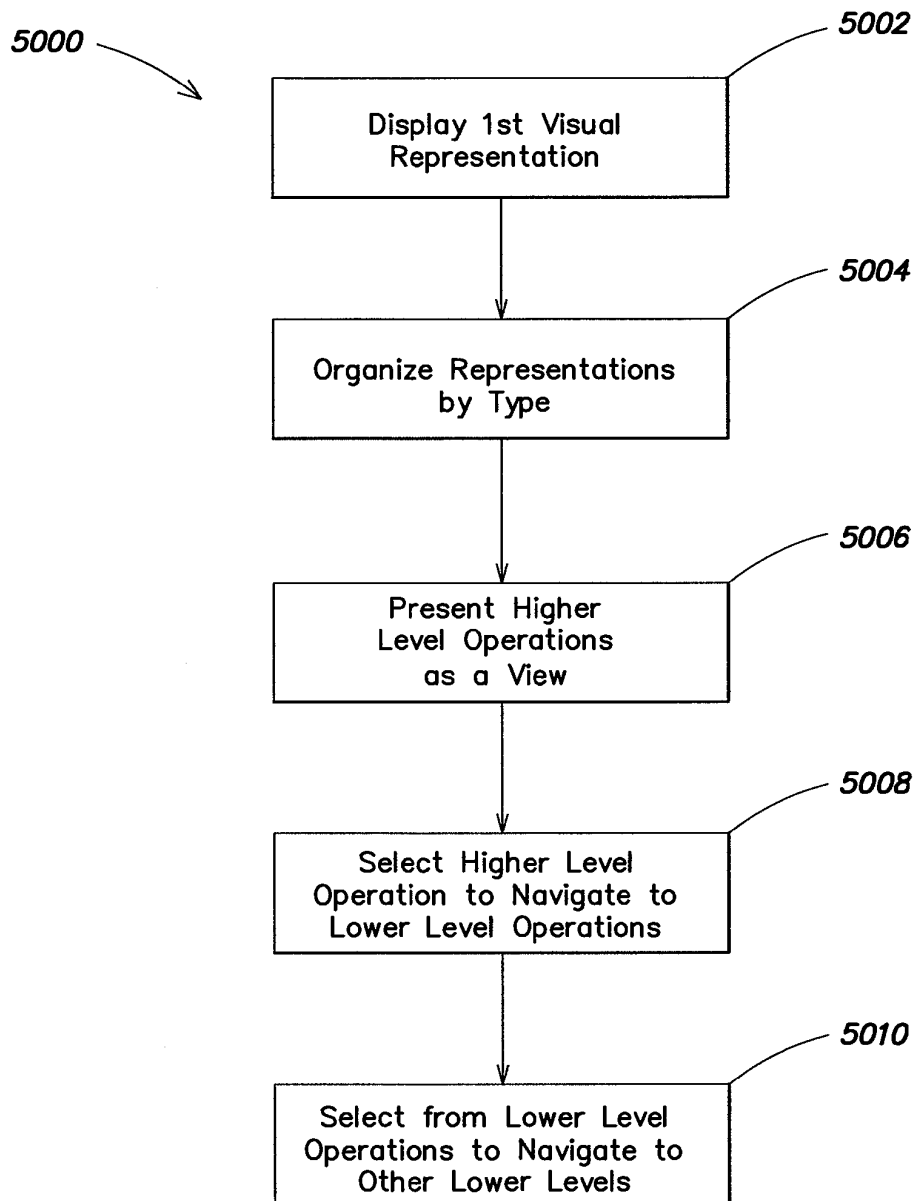 5000
5002
Display 1st Visual
Representation
5004
Organize Representations
by Type
5006
Present Higher
Level Operations
as a View
5008
Select Higher Level
Operation to Navigate to
Lower Level Operations
5010
Select from Lower Level
Operations to Navigate to
Other Lower Levels